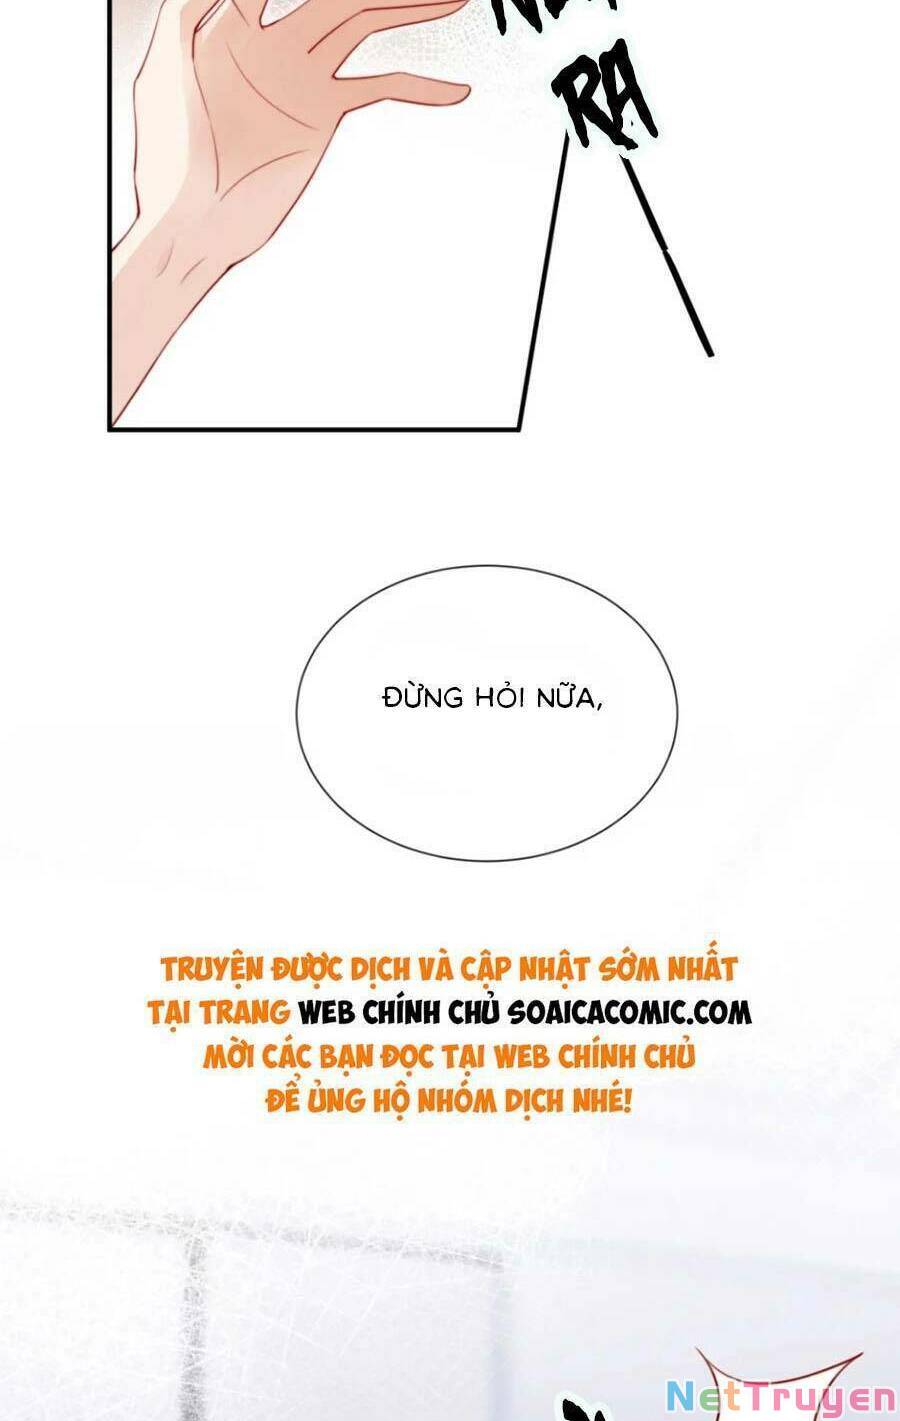 RA
ĐỪNG HỎI NỮA,
TRUYỆN ĐƯỢC DỊCH VÀ CẬP NHẬT SỚM NHẤT
TẠI TRANG WEB CHÍNH CHỦ SOAICACOMIC.COM
MỜI CÁC BẠN ĐỌC TẠI WEB CHÍNH CHỦ
ĐỂ ỦNG HỘ NHÓM DỊCH NHÉ!
NetTruyen